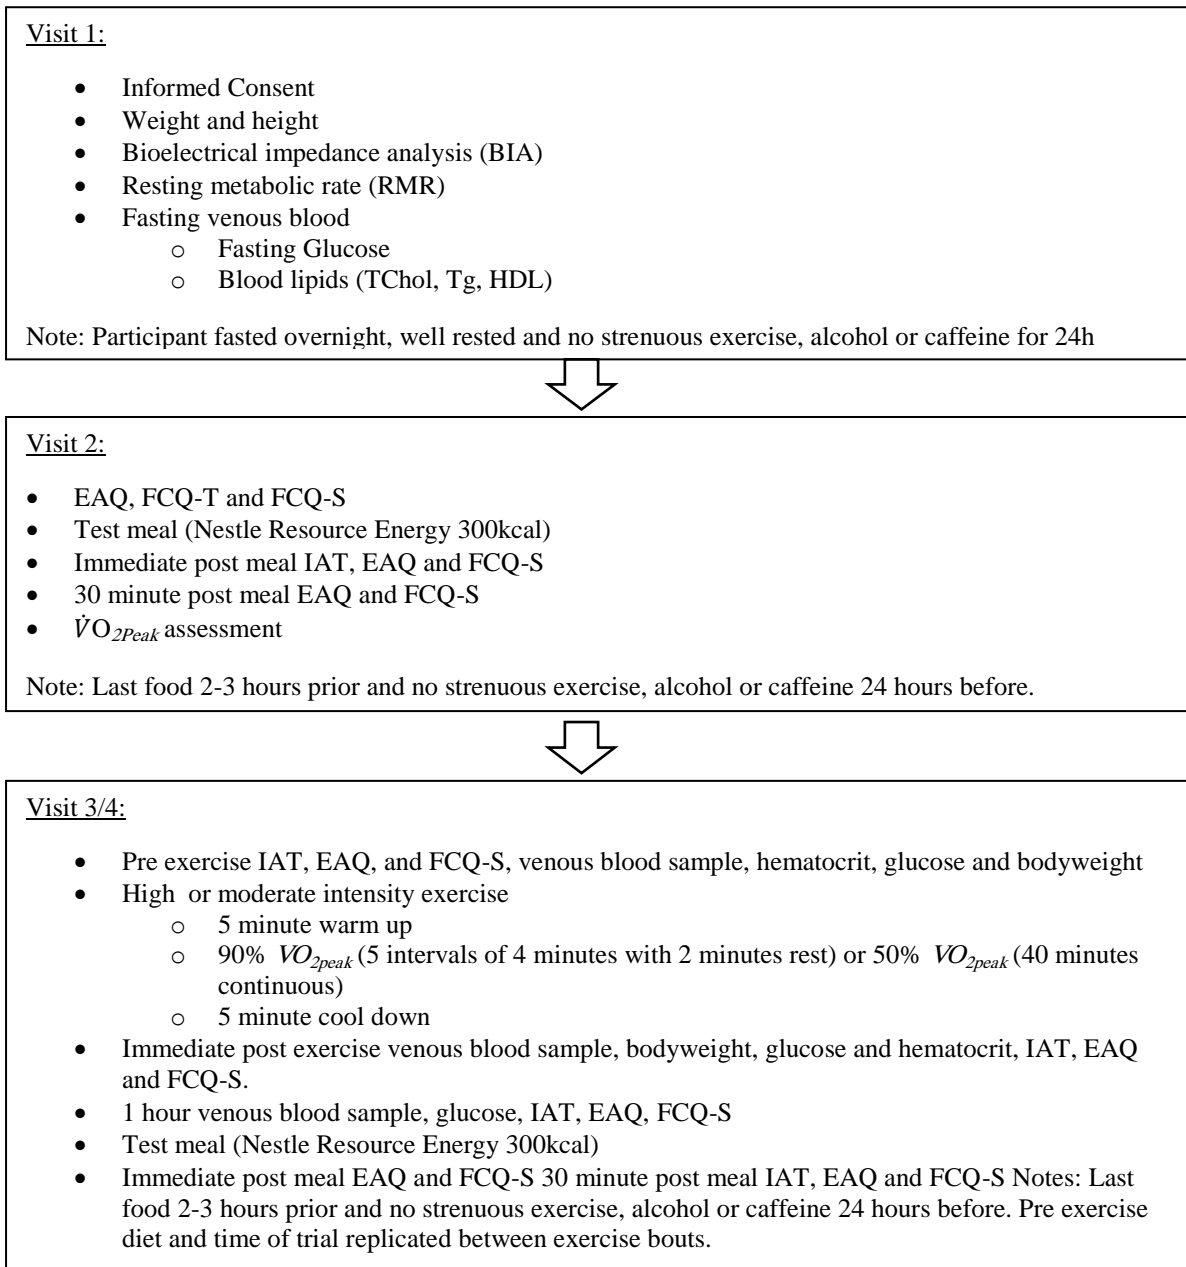 Visit 1:
• Informed Consent
• Weight and height
• Bioelectrical impedance analysis (BIA)
• Resting metabolic rate (RMR)
• Fasting venous blood
o Fasting Glucose
o Blood lipids (TChol, Tg, HDL)
Note: Participant fasted overnight, well rested and no strenuous exercise, alcohol or caffeine for 24h
Visit 2:
• EAQ, FCQ-T and FCQ-S
• Test meal (Nestle Resource Energy 300kcal)
• Immediate post meal IAT, EAQ and FCQ-S
• 30 minute post meal EAQ and FCQ-S
• V̇O2Peak assessment
Note: Last food 2-3 hours prior and no strenuous exercise, alcohol or caffeine 24 hours before.
Visit 3/4:
• Pre exercise IAT, EAQ, and FCQ-S, venous blood sample, hematocrit, glucose and bodyweight
• High or moderate intensity exercise
o 5 minute warm up
o 90% VO2peak (5 intervals of 4 minutes with 2 minutes rest) or 50% VO2peak (40 minutes
continuous)
o 5 minute cool down
• Immediate post exercise venous blood sample, bodyweight, glucose and hematocrit, IAT, EAQ
and FCQ-S.
• 1 hour venous blood sample, glucose, IAT, EAQ, FCQ-S
• Test meal (Nestle Resource Energy 300kcal)
• Immediate post meal EAQ and FCQ-S 30 minute post meal IAT, EAQ and FCQ-S Notes: Last
food 2-3 hours prior and no strenuous exercise, alcohol or caffeine 24 hours before. Pre exercise
diet and time of trial replicated between exercise bouts.